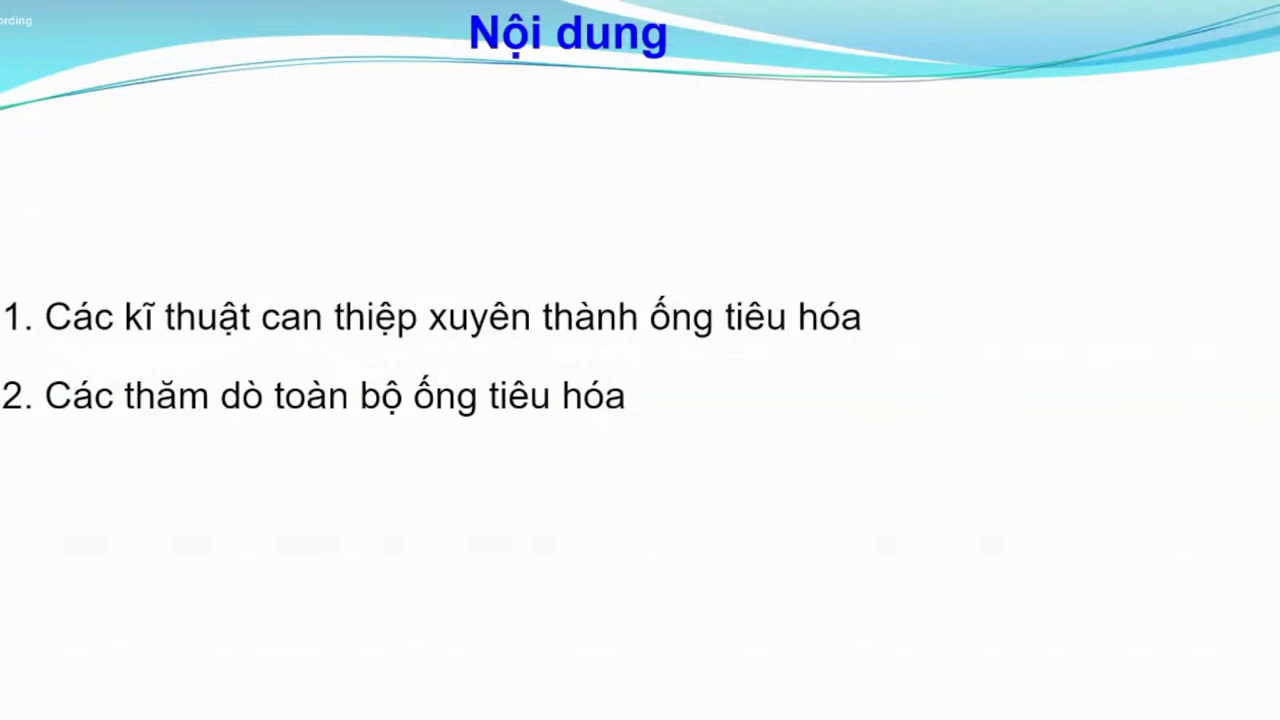 ording
Nội dung
1. Các kĩ thuật can thiệp xuyên thành ống tiêu hóa
2. Các thăm dò toàn bộ ống tiêu hóa